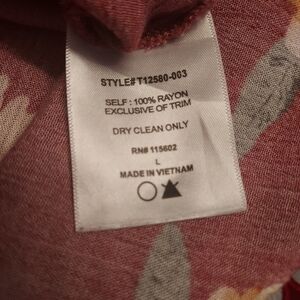 STYLE# T12580-003
SELF : 100% RAYON
EXCLUSIVE OF TRIM
DRY CLEAN ONLY
RN# 115602
L
MADE IN VIETNAM